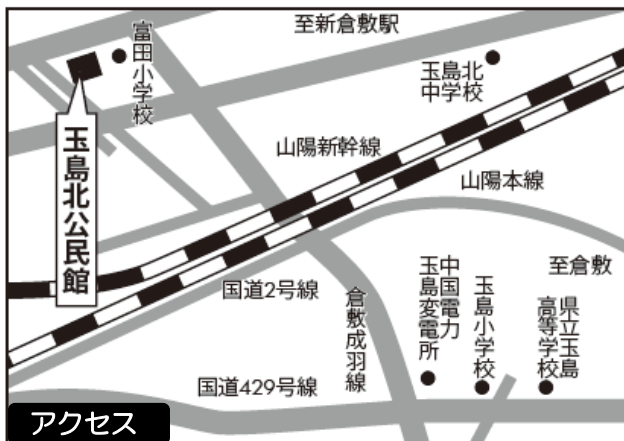 至新倉敷駅
富田小学校
玉島北
中学校
玉島北公民館
山陽新幹線
山陽本線
国道2号線
倉敷成羽線
中国電力
玉島変電所
玉島小学校
至倉敷
県立玉島
高等学校
国道429号線
アクセス